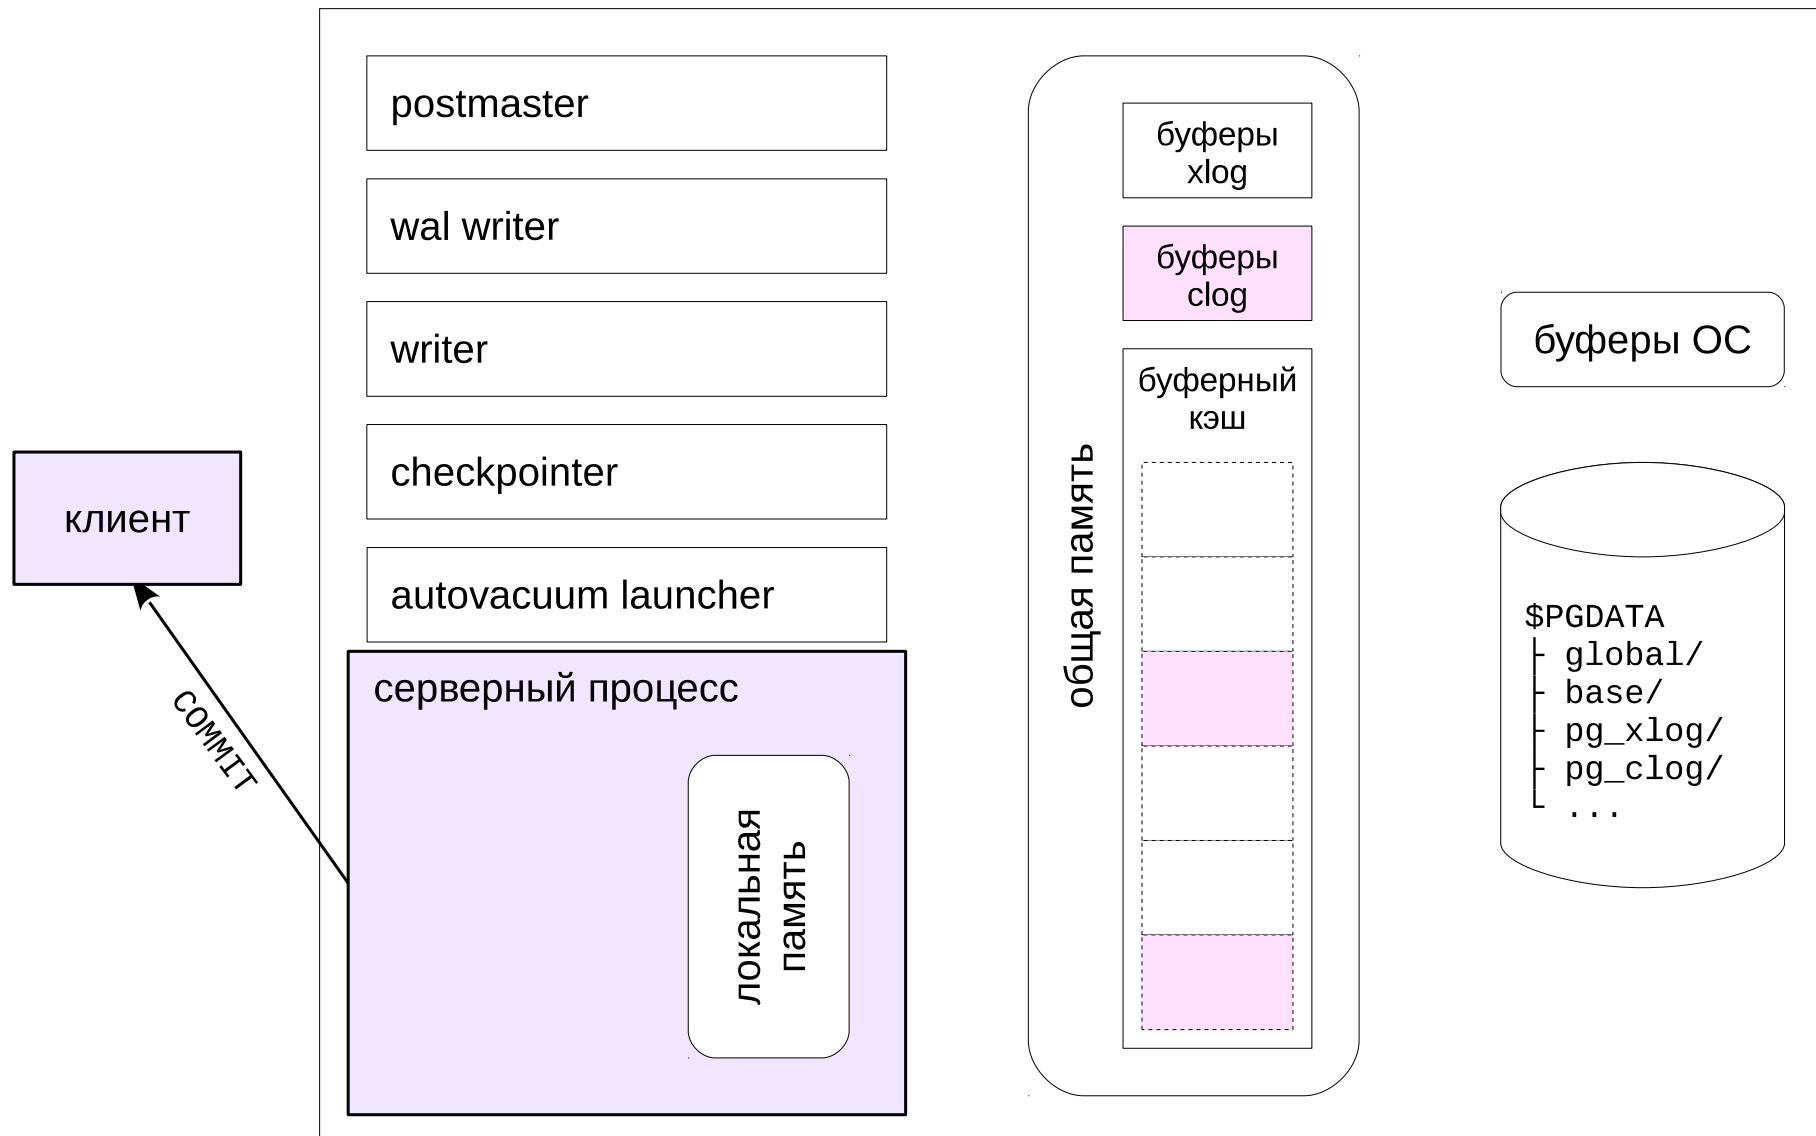 postmaster
wal writer
writer
checkpointer
autovacuum launcher
клиент
COMMIT
серверный процесс
локальная
память
общая память
буферы
xlog
буферы
clog
буферный
кэш
буферы ОС
$PGDATA
├ global/
├ base/
├ pg_xlog/
├ pg_clog/
└ ...